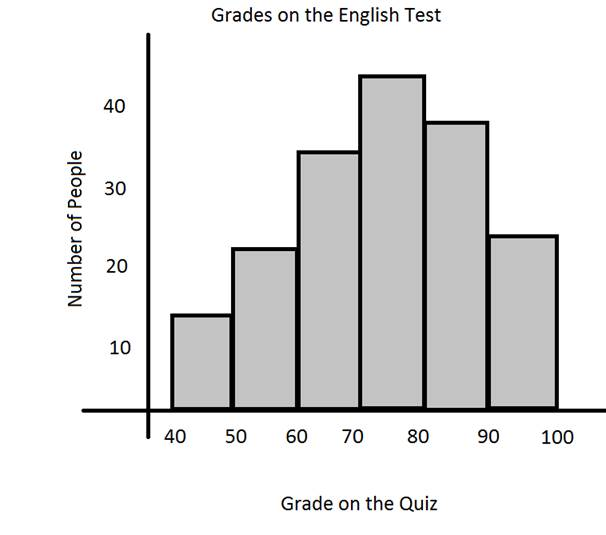 Grades on the English Test
Number of People
40
30
20
10
40 50 60 70 80 90 100
Grade on the Quiz